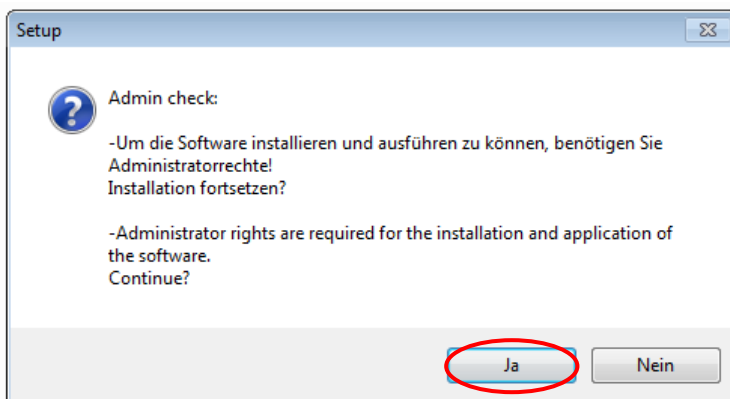 Setup
Admin check:
-Um die Software installieren und ausführen zu können, benötigen Sie
Administratorrechte!
Installation fortsetzen?
-Administrator rights are required for the installation and application of
the software.
Continue?
Ja
Nein